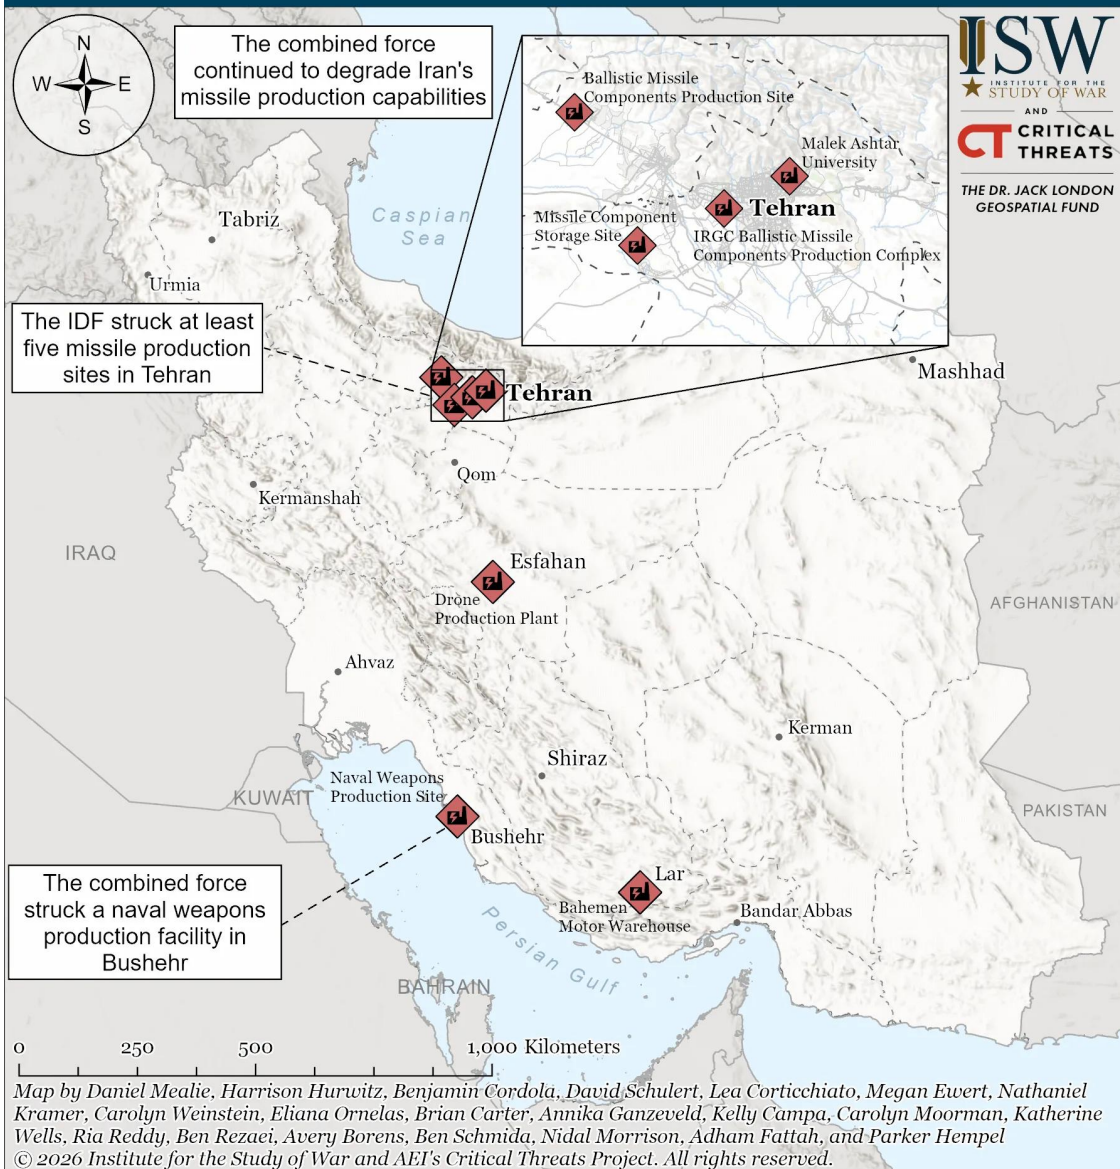 N
W
E
S
The combined force
continued to degrade Iran's
missile production capabilities
ISW
INSTITUTE FOR THE
STUDY OF WAR
AND
CT CRITICAL
THREATS
THE DR. JACK LONDON
GEOSPATIAL FUND
Ballistic Missile
Components Production Site
Malek Ashtar
University
Tehran
Missile Component
Storage Site
IRGC Ballistic Missile
Components Production Complex
Caspian
Sea
Tabriz
Urmia
The IDF struck at least
five missile production
sites in Tehran
Tehran
Mashhad
Qom
Kermanshah
IRAQ
Esfahan
Drone
Production Plant
AFGHANISTAN
Ahvaz
Kerman
Shiraz
Naval Weapons
Production Site
KUWAIT
Bushehr
PAKISTAN
The combined force
struck a naval weapons
production facility in
Bushehr
Lar
Bahemen
Motor Warehouse
Bandar Abbas
Persian Gulf
BAHRAIN
0 250 500 1,000 Kilometers
Map by Daniel Mealie, Harrison Hurwitz, Benjamin Cordola, David Schulert, Lea Corticchiato, Megan Ewert, Nathaniel
Kramer, Carolyn Weinstein, Eliana Ornelas, Brian Carter, Annika Ganzeveld, Kelly Campa, Carolyn Moorman, Katherine
Wells, Ria Reddy, Ben Rezaei, Avery Borens, Ben Schmida, Nidal Morrison, Adham Fattah, and Parker Hempel
© 2026 Institute for the Study of War and AEI's Critical Threats Project. All rights reserved.